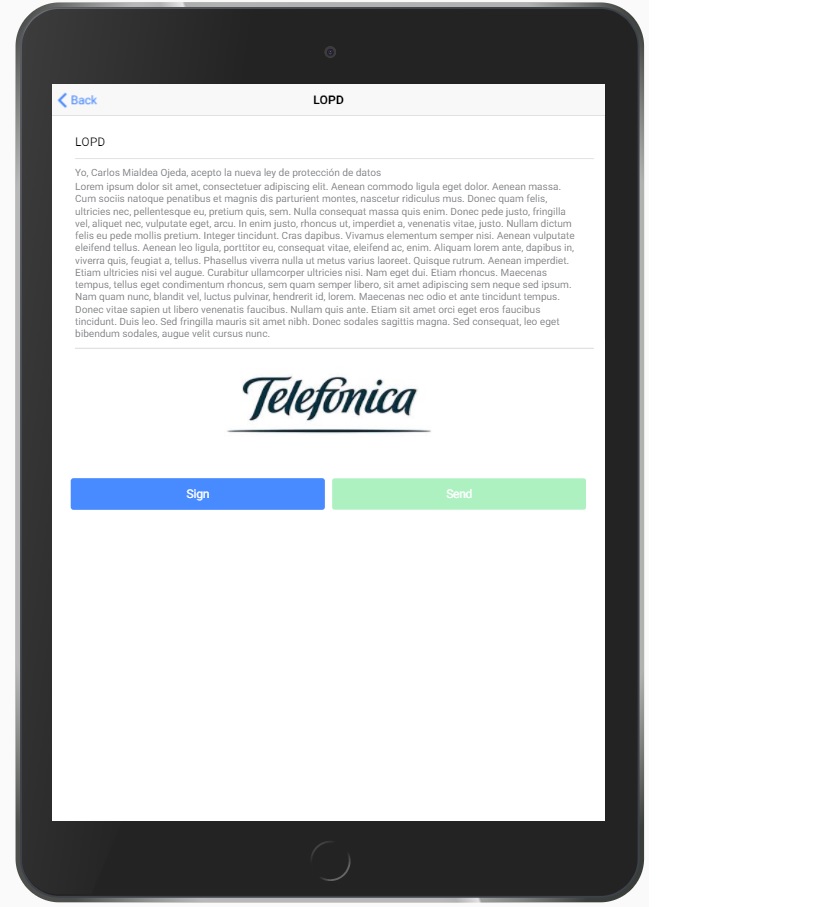 Back
LOPD
LOPD
Yo, Carlos Mialdea Ojeda, acepto la nueva ley de protección de datos
Lorem ipsum dolor sit amet, consectetuer adipiscing elit. Aenean commodo ligula eget dolor. Aenean massa.
Cum sociis natoque penatibus et magnis dis parturient montes, nascetur ridiculus mus. Donec quam felis,
ultricies nec, pellentesque eu, pretium quis, sem. Nulla consequat massa quis enim. Donec pede justo, fringilla
vel, aliquet nec, vulputate eget, arcu. In enim justo, rhoncus ut, imperdiet a, venenatis vitae, justo. Nullam dictum
felis eu pede mollis pretium. Integer tincidunt. Cras dapibus. Vivamus elementum semper nisi. Aenean vulputate
eleifend tellus. Aenean leo ligula, porttitor eu, consequat vitae, eleifend ac, enim. Aliquam lorem ante, dapibus in,
viverra quis, feugiat a, tellus. Phasellus viverra nulla ut metus varius laoreet. Quisque rutrum. Aenean imperdiet.
Etiam ultricies nisi vel augue. Curabitur ullamcorper ultricies nisi. Nam eget dui. Etiam rhoncus. Maecenas
tempus, tellus eget condimentum rhoncus, sem quam semper libero, sit amet adipiscing sem neque sed ipsum.
Nam quam nunc, blandit vel, luctus pulvinar, hendrerit id, lorem. Maecenas nec odio et ante tincidunt tempus.
Donec vitae sapien ut libero venenatis faucibus. Nullam quis ante. Etiam sit amet orci eget eros faucibus
tincidunt. Duis leo. Sed fringilla mauris sit amet nibh. Donec sodales sagittis magna. Sed consequat, leo eget
bibendum sodales, augue velit cursus nunc.
Telefónica
Sign
Send